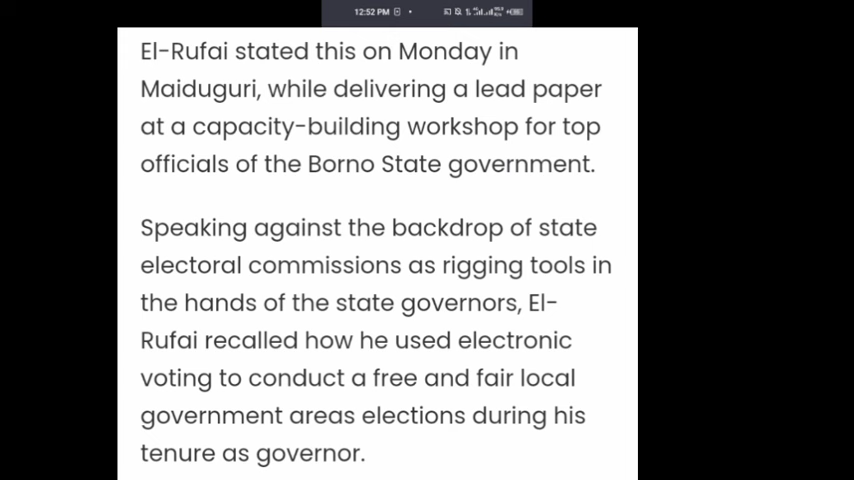 12:52 PM
El-Rufai stated this on Monday in
Maiduguri, while delivering a lead paper
at a capacity-building workshop for top
officials of the Borno State government.
Speaking against the backdrop of state
electoral commissions as rigging tools in
the hands of the state governors, El-
Rufai recalled how he used electronic
voting to conduct a free and fair local
government areas elections during his
tenure as governor.